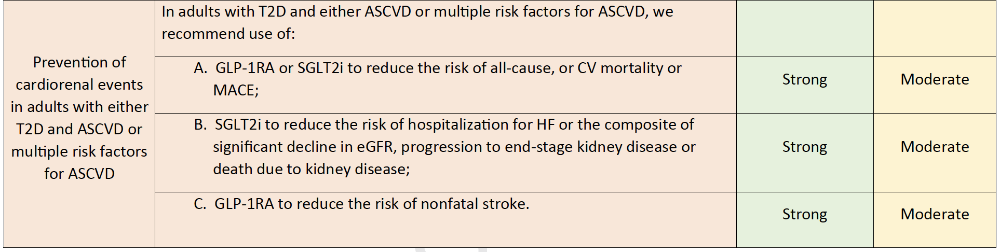 Prevention of
cardiorenal events
in adults with either
T2D and ASCVD or
multiple risk factors
for ASCVD
In adults with T2D and either ASCVD or multiple risk factors for ASCVD, we
recommend use of:
A. GLP-1RA or SGLT2i to reduce the risk of all-cause, or CV mortality or
MACE;
Strong
Moderate
B. SGLT2i to reduce the risk of hospitalization for HF or the composite of
significant decline in eGFR, progression to end-stage kidney disease or
death due to kidney disease;
Strong
Moderate
C. GLP-1RA to reduce the risk of nonfatal stroke.
Strong
Moderate